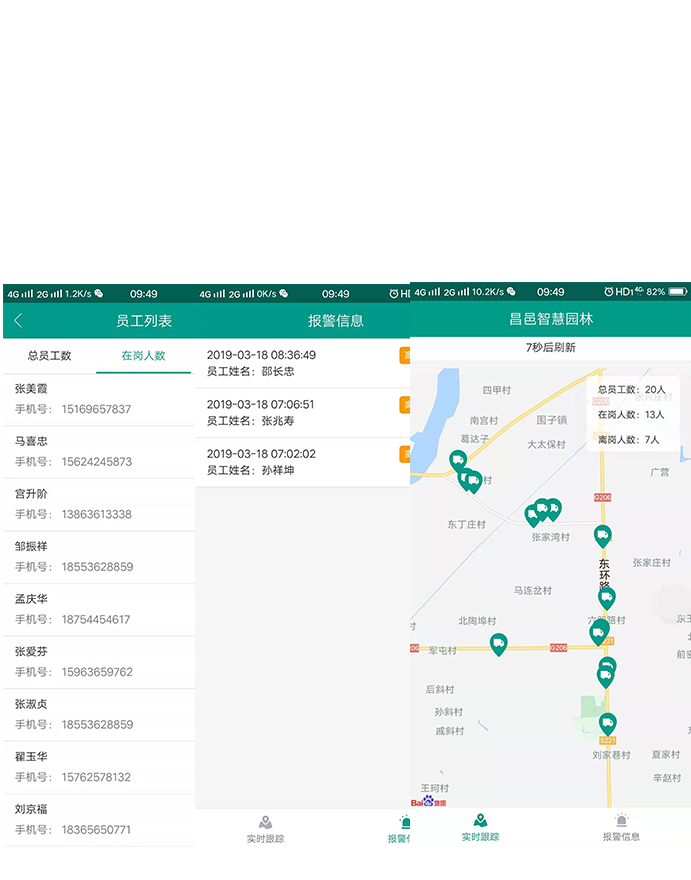 4G 2G 1.2K/s 09:49
员工列表
总员工数 在岗人数
张美霞
手机号: 15169657837
马喜忠
手机号: 15624245873
宫升阶
手机号: 13863613338
邹振祥
手机号: 18553628859
孟庆华
手机号: 18754454617
张爱芬
手机号: 15963659762
张淑贞
手机号: 18553628859
翟玉华
手机号: 15762578132
刘京福
手机号: 18365650771
4G 2G 0K/s 09:49
报警信息
2019-03-18 08:36:49
员工姓名: 邵长忠
2019-03-18 07:06:51
员工姓名: 张兆寿
2019-03-18 07:02:02
员工姓名: 孙祥坤
实时跟踪
4G 2G 10.2K/s 09:49 HD1 4G 82%
昌邑智慧园林
7秒后刷新
总员工数: 20人
在岗人数: 13人
离岗人数: 7人
四甲村
南宫村
围子镇
葛达子
大太保村
广营
G206
东丁庄村
张家湾村
东环路
张家庄村
马连岔村
北陶埠村
军屯村
G206
后斜村
孙斜村
戚斜村
S221
刘家巷村
夏家村
辛赵村
王珂村
Bai地图
实时跟踪
报警信息